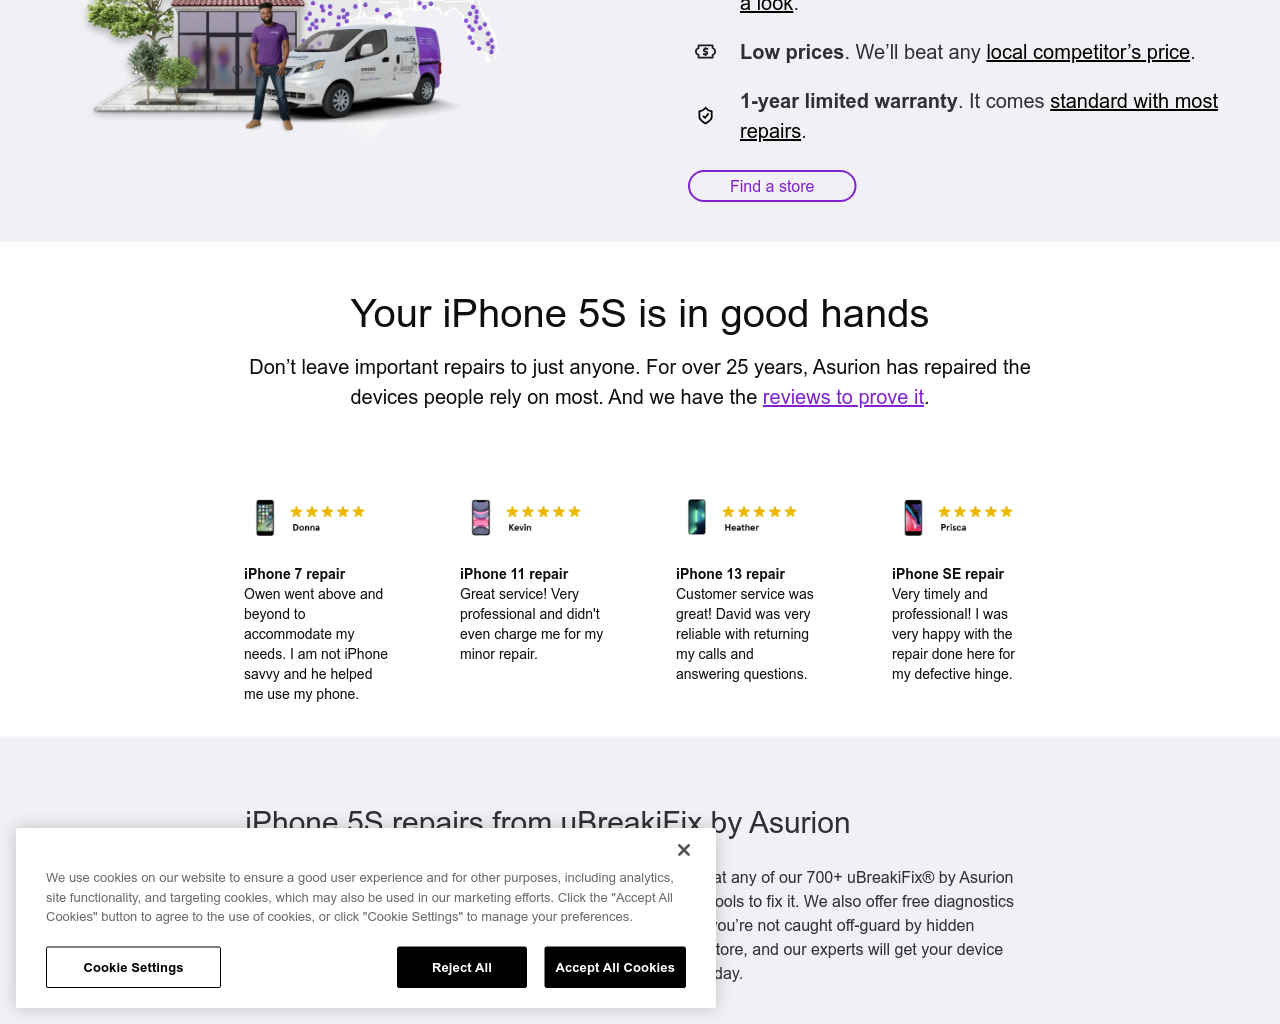 a look.
Low prices. We’ll beat any local competitor’s price.
1-year limited warranty. It comes standard with most
repairs.
Find a store
Your iPhone 5S is in good hands
Don’t leave important repairs to just anyone. For over 25 years, Asurion has repaired the
devices people rely on most. And we have the reviews to prove it.
Donna
Kevin
Heather
Prisca
iPhone 7 repair
Owen went above and
beyond to
accommodate my
needs. I am not iPhone
savvy and he helped
me use my phone.
iPhone 11 repair
Great service! Very
professional and didn't
even charge me for my
minor repair.
iPhone 13 repair
Customer service was
great! David was very
reliable with returning
my calls and
answering questions.
iPhone SE repair
Very timely and
professional! I was
very happy with the
repair done here for
my defective hinge.
iPhone 5S repairs from uBreakiFix by Asurion
at any of our 700+ uBreakiFix® by Asurion
ools to fix it. We also offer free diagnostics
you’re not caught off-guard by hidden
tore, and our experts will get your device
day.
We use cookies on our website to ensure a good user experience and for other purposes, including analytics,
site functionality, and targeting cookies, which may also be used in our marketing efforts. Click the "Accept All
Cookies" button to agree to the use of cookies, or click "Cookie Settings" to manage your preferences.
Cookie Settings
Reject All
Accept All Cookies